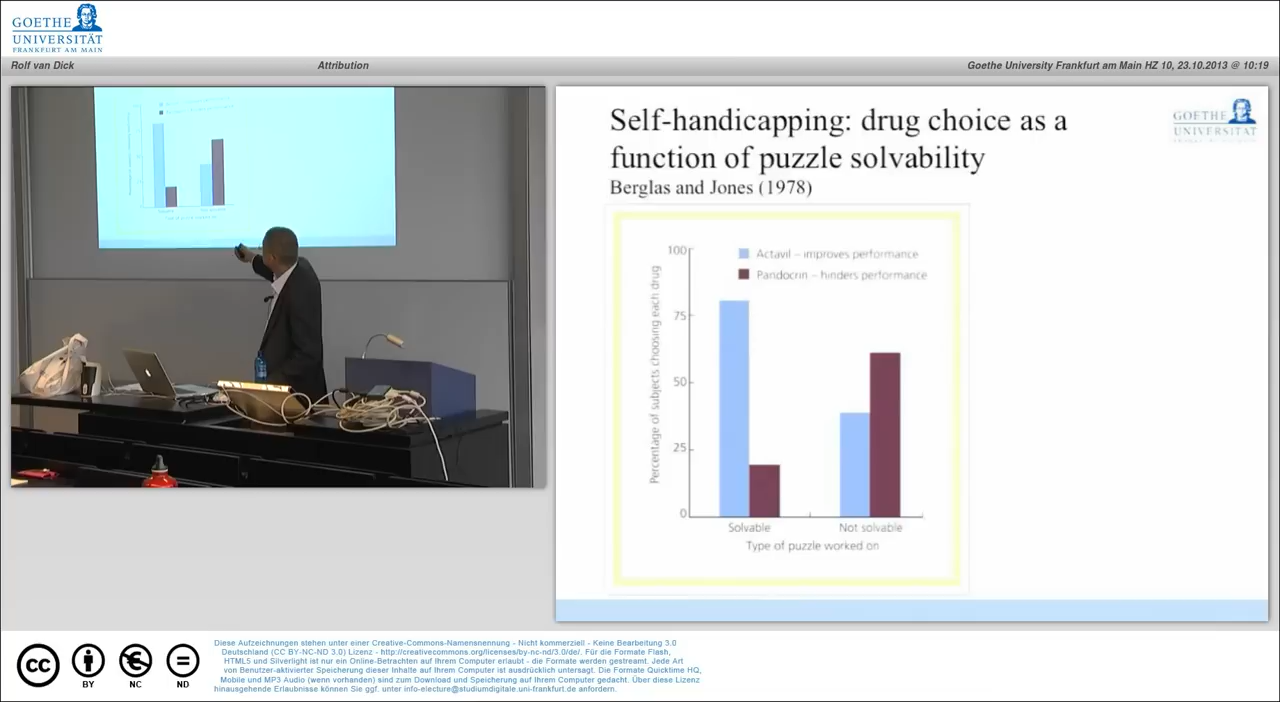 GOETHE
UNIVERSITÄT
FRANKFURT AM MAIN
Rolf van Dick
Attribution
Goethe University Frankfurt am Main HZ 10, 23.10.2013 @ 10:19
Self-handicapping: drug choice as a
function of puzzle solvability
Berglas and Jones (1978)
GOETHE
UNIVERSITÄT
Percentage of subjects choosing each drug
100
75
50
25
0
Actavil – improves performance
Pandocrin – hinders performance
Solvable
Not solvable
Type of puzzle worked on
cc
BY
NC
ND
Diese Aufzeichnungen stehen unter einer Creative-Commons-Namensnennung - Nicht kommerziell - Keine Bearbeitung 3.0
Deutschland (CC BY-NC-ND 3.0) Lizenz - http://creativecommons.org/licenses/by-nc-nd/3.0/de/. Für die Formate Flash,
HTML5 und Silverlight ist nur ein Online-Betrachten auf Ihrem Computer erlaubt - die Formate werden gestreamt. Jede Art
von Benutzer-aktivierter Speicherung dieser Inhalte auf Ihrem Computer ist ausdrücklich untersagt. Die Formate Quicktime HQ,
Mobile und MP3 Audio (wenn vorhanden) sind zum Download und Speicherung auf Ihrem Computer gedacht. Über diese Lizenz
hinausgehende Erlaubnisse können Sie ggf. unter info-electure@studiumdigitale.uni-frankfurt.de anfordern.